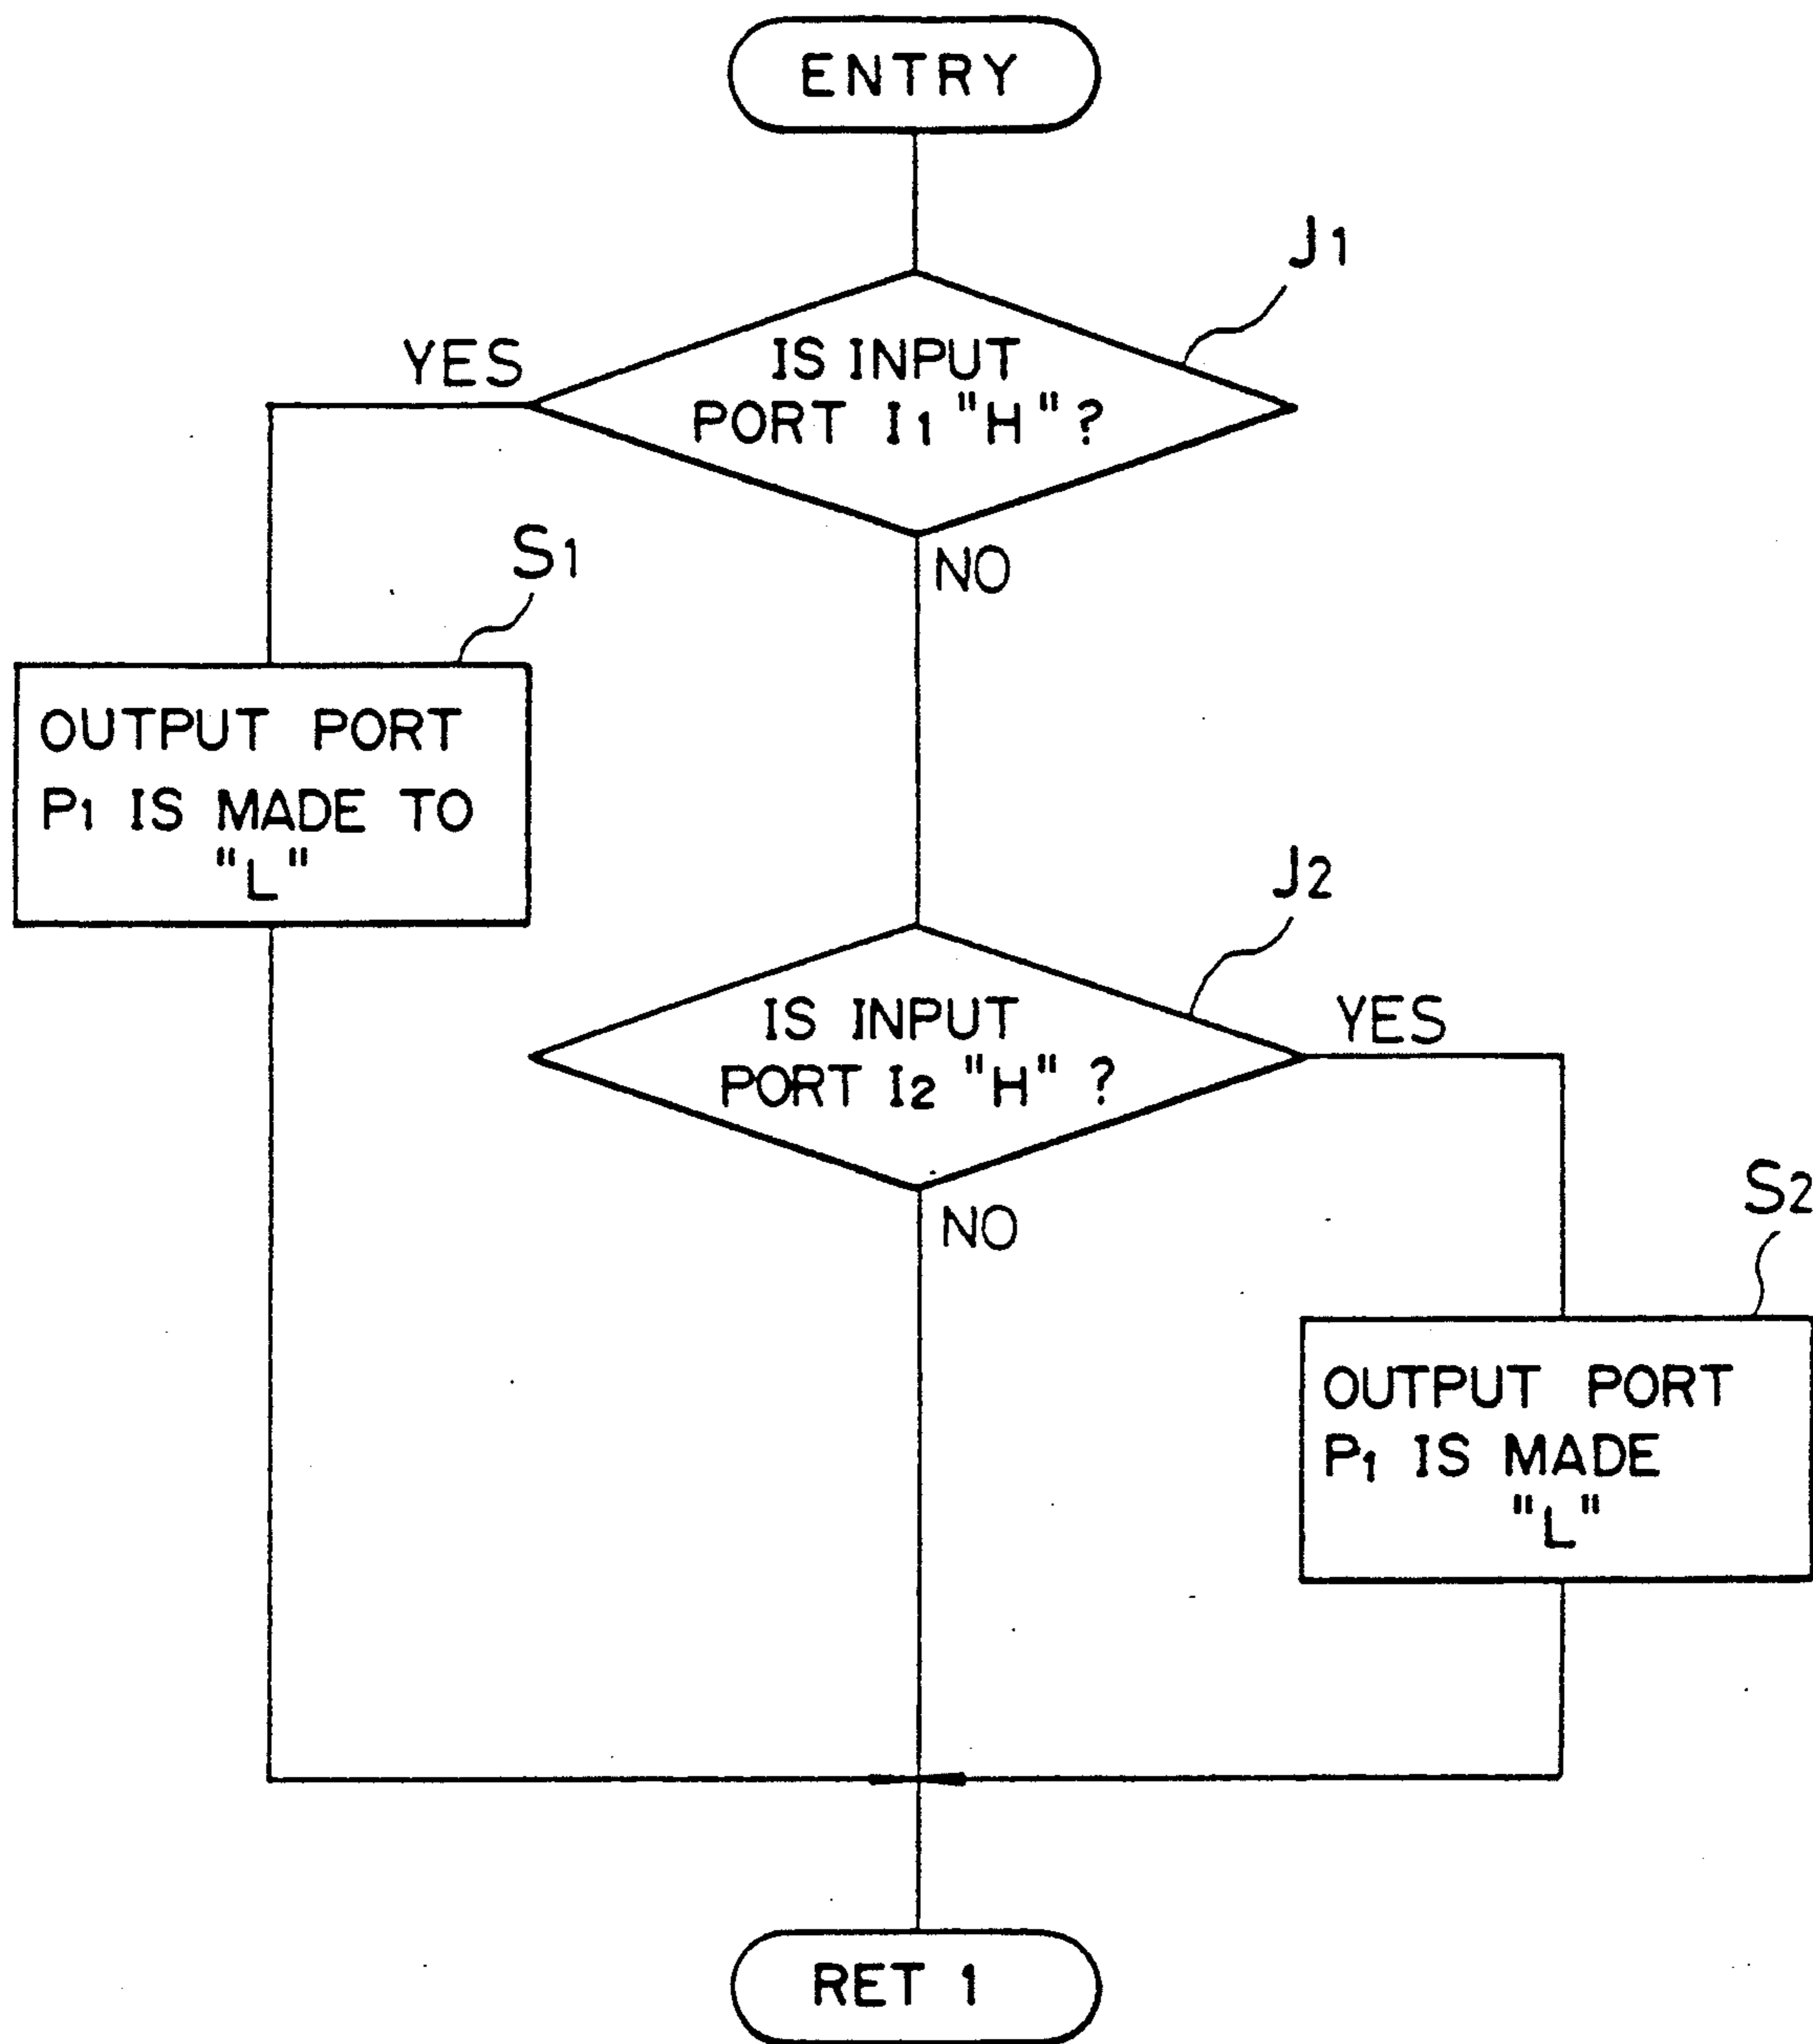 ENTRY
J1
YES
IS INPUT
PORT I1 "H" ?
NO
S1
OUTPUT PORT
P1 IS MADE TO
"L"
J2
IS INPUT
PORT I2 "H" ?
YES
NO
S2
OUTPUT PORT
P1 IS MADE
"L"
RET 1